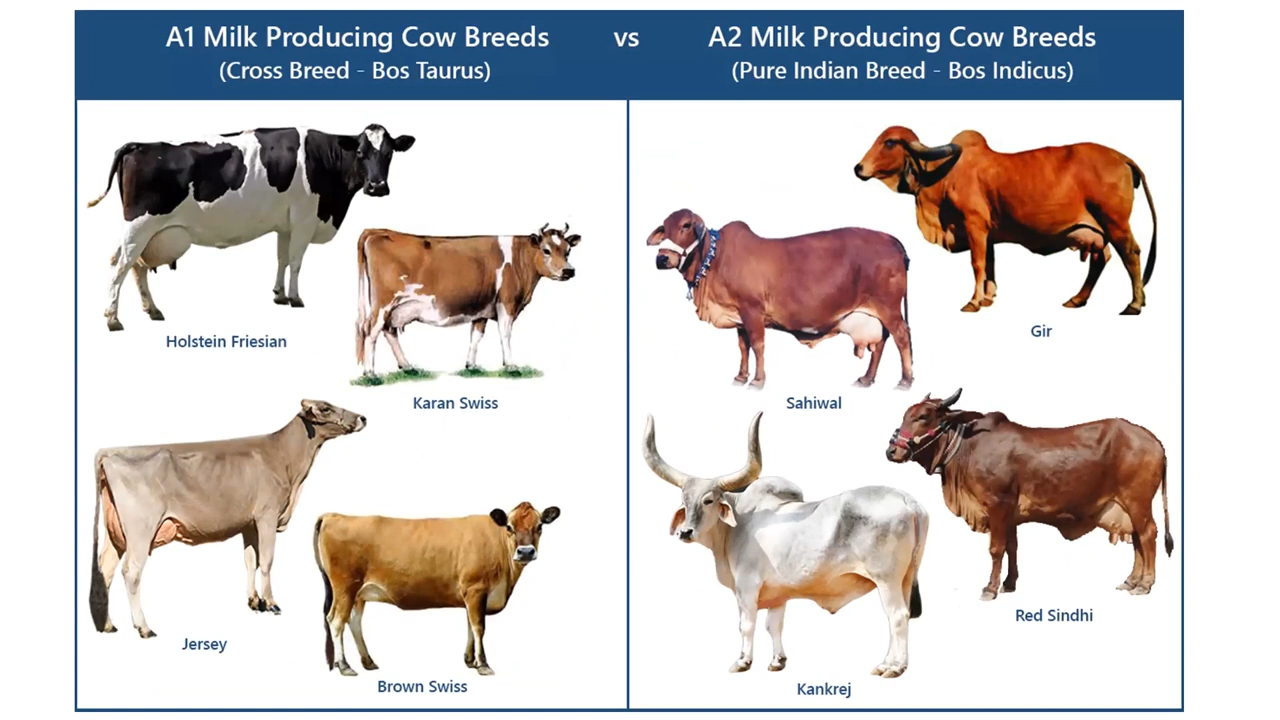 A1 Milk Producing Cow Breeds
(Cross Breed - Bos Taurus)
vs
A2 Milk Producing Cow Breeds
(Pure Indian Breed - Bos Indicus)
Holstein Friesian
Karan Swiss
Jersey
Brown Swiss
Gir
Sahiwal
Red Sindhi
Kankrej